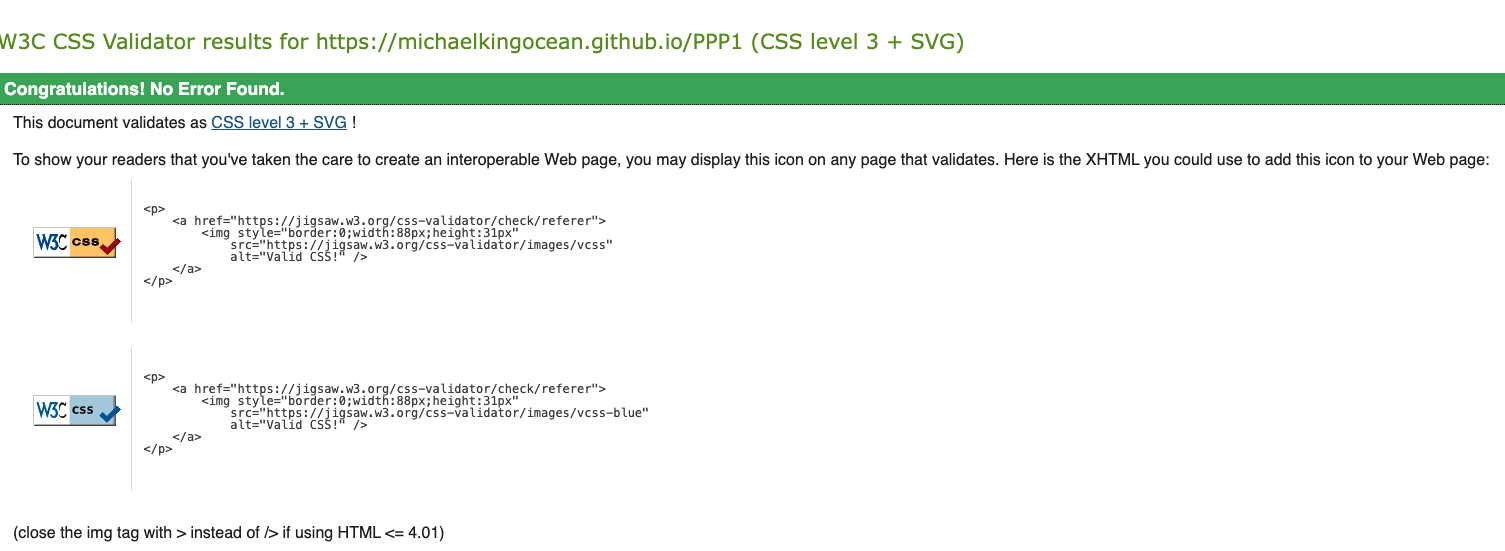 W3C CSS Validator results for https://michaelkingocean.github.io/PPP1 (CSS level 3 + SVG)
Congratulations! No Error Found.
This document validates as CSS level 3 + SVG !
To show your readers that you've taken the care to create an interoperable Web page, you may display this icon on any page that validates. Here is the XHTML you could use to add this icon to your Web page:
W3C css
<p>
    <a href="https://jigsaw.w3.org/css-validator/check/referer">
        <img style="border:0;width:88px;height:31px"
            src="https://jigsaw.w3.org/css-validator/images/vcss"
            alt="Valid CSS!" />
    </a>
</p>
W3C css
<p>
    <a href="https://jigsaw.w3.org/css-validator/check/referer">
        <img style="border:0;width:88px;height:31px"
            src="https://jigsaw.w3.org/css-validator/images/vcss-blue"
            alt="Valid CSS!" />
    </a>
</p>
(close the img tag with > instead of /> if using HTML <= 4.01)